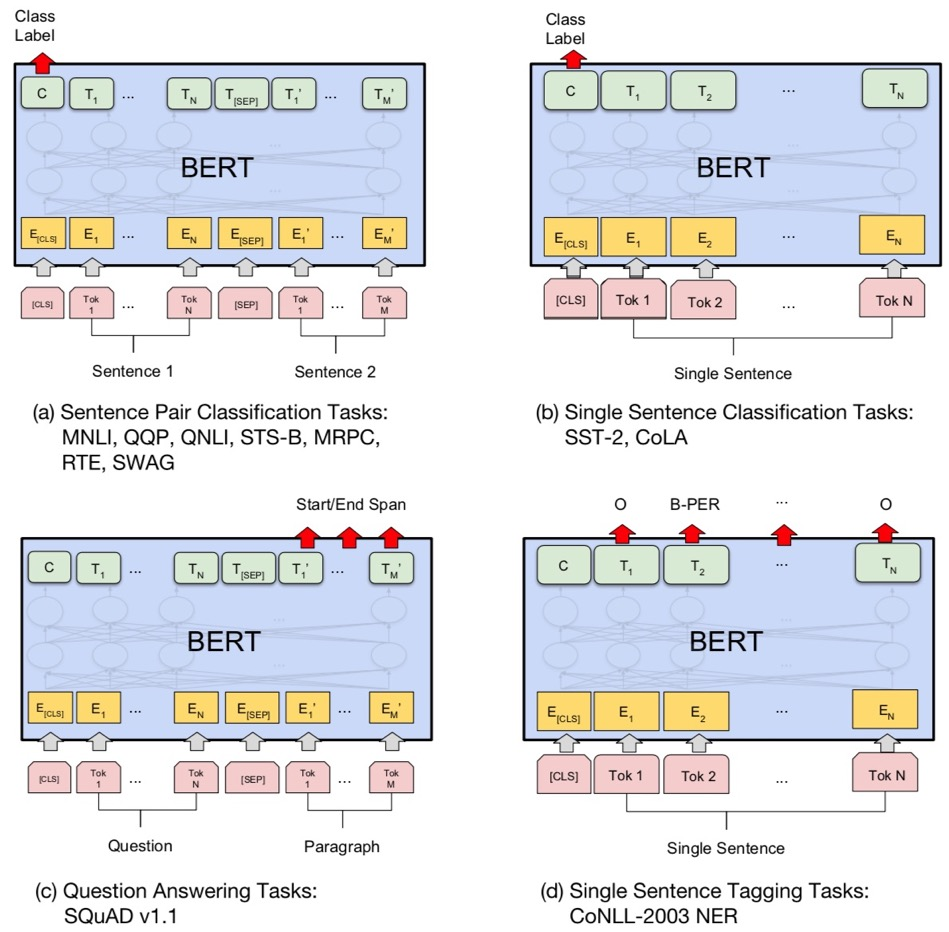 Class
Label
C T1 ... TN T[SEP] T1' ... TM'
...
BERT
...
E[CLS] E1 ... EN E[SEP] E1' ... EM'
[CLS] Tok 1 ... Tok N [SEP] Tok 1 ... Tok M
Sentence 1 Sentence 2
(a) Sentence Pair Classification Tasks:
MNLI, QQP, QNLI, STS-B, MRPC,
RTE, SWAG
Class
Label
C T1 T2 ... TN
...
BERT
...
E[CLS] E1 E2 ... EN
[CLS] Tok 1 Tok 2 ... Tok N
Single Sentence
(b) Single Sentence Classification Tasks:
SST-2, CoLA
Start/End Span
C T1 ... TN T[SEP] T1' ... TM'
...
BERT
...
E[CLS] E1 ... EN E[SEP] E1' ... EM'
[CLS] Tok 1 ... Tok N [SEP] Tok 1 ... Tok M
Question Paragraph
(c) Question Answering Tasks:
SQuAD v1.1
O B-PER ... O
C T1 T2 ... TN
...
BERT
...
E[CLS] E1 E2 ... EN
[CLS] Tok 1 Tok 2 ... Tok N
Single Sentence
(d) Single Sentence Tagging Tasks:
CoNLL-2003 NER